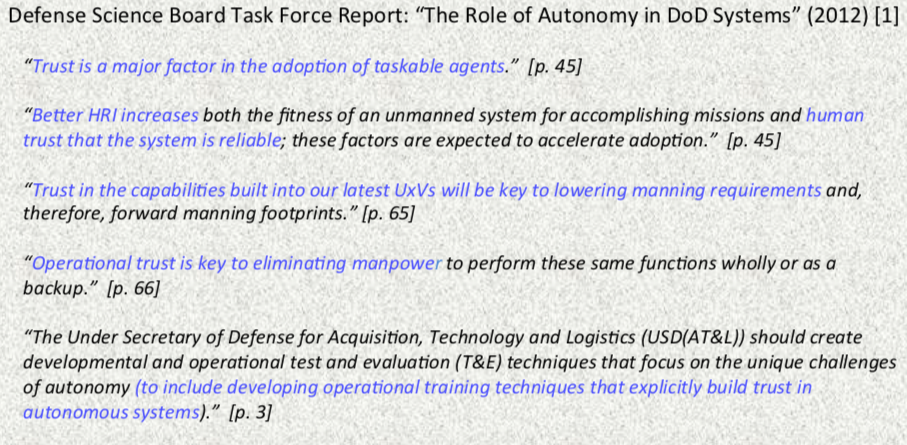 Defense Science Board Task Force Report: “The Role of Autonomy in DoD Systems” (2012) [1]
“Trust is a major factor in the adoption of taskable agents.” [p. 45]
“Better HRI increases both the fitness of an unmanned system for accomplishing missions and human
trust that the system is reliable; these factors are expected to accelerate adoption.” [p. 45]
“Trust in the capabilities built into our latest UxVs will be key to lowering manning requirements and,
therefore, forward manning footprints.” [p. 65]
“Operational trust is key to eliminating manpower to perform these same functions wholly or as a
backup.” [p. 66]
“The Under Secretary of Defense for Acquisition, Technology and Logistics (USD(AT&L)) should create
developmental and operational test and evaluation (T&E) techniques that focus on the unique challenges
of autonomy (to include developing operational training techniques that explicitly build trust in
autonomous systems).” [p. 3]